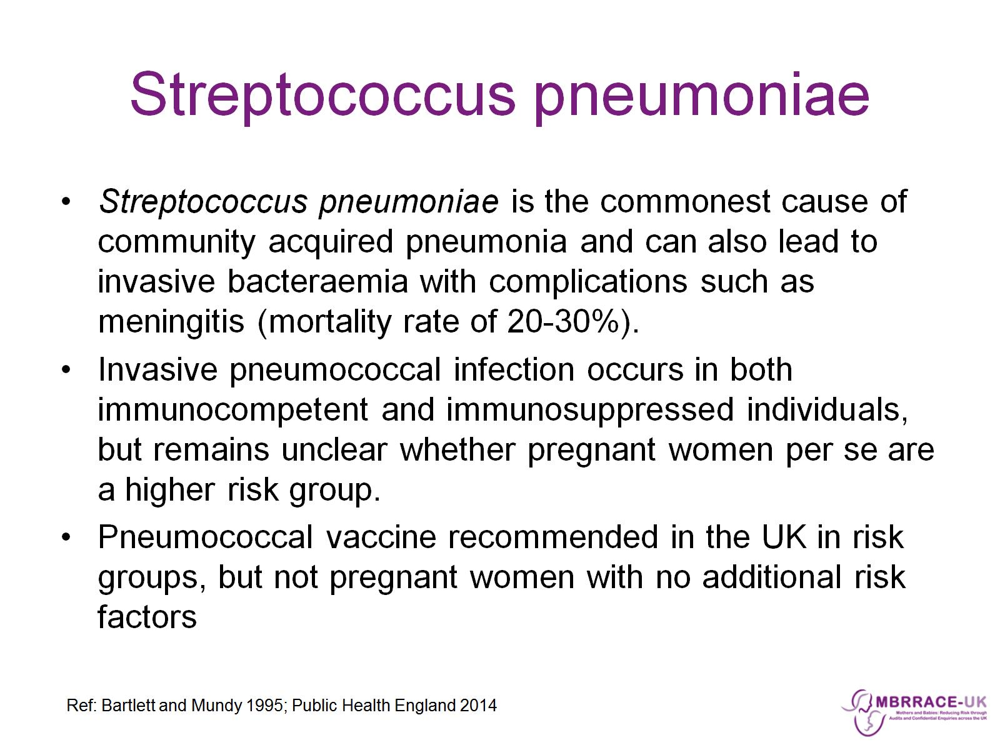 Streptococcus pneumoniae
• Streptococcus pneumoniae is the commonest cause of
community acquired pneumonia and can also lead to
invasive bacteraemia with complications such as
meningitis (mortality rate of 20-30%).
• Invasive pneumococcal infection occurs in both
immunocompetent and immunosuppressed individuals,
but remains unclear whether pregnant women per se are
a higher risk group.
• Pneumococcal vaccine recommended in the UK in risk
groups, but not pregnant women with no additional risk
factors
Ref: Bartlett and Mundy 1995; Public Health England 2014
MBRRACE-UK
Mothers and Babies: Reducing Risk through
Audits and Confidential Enquiries across the UK